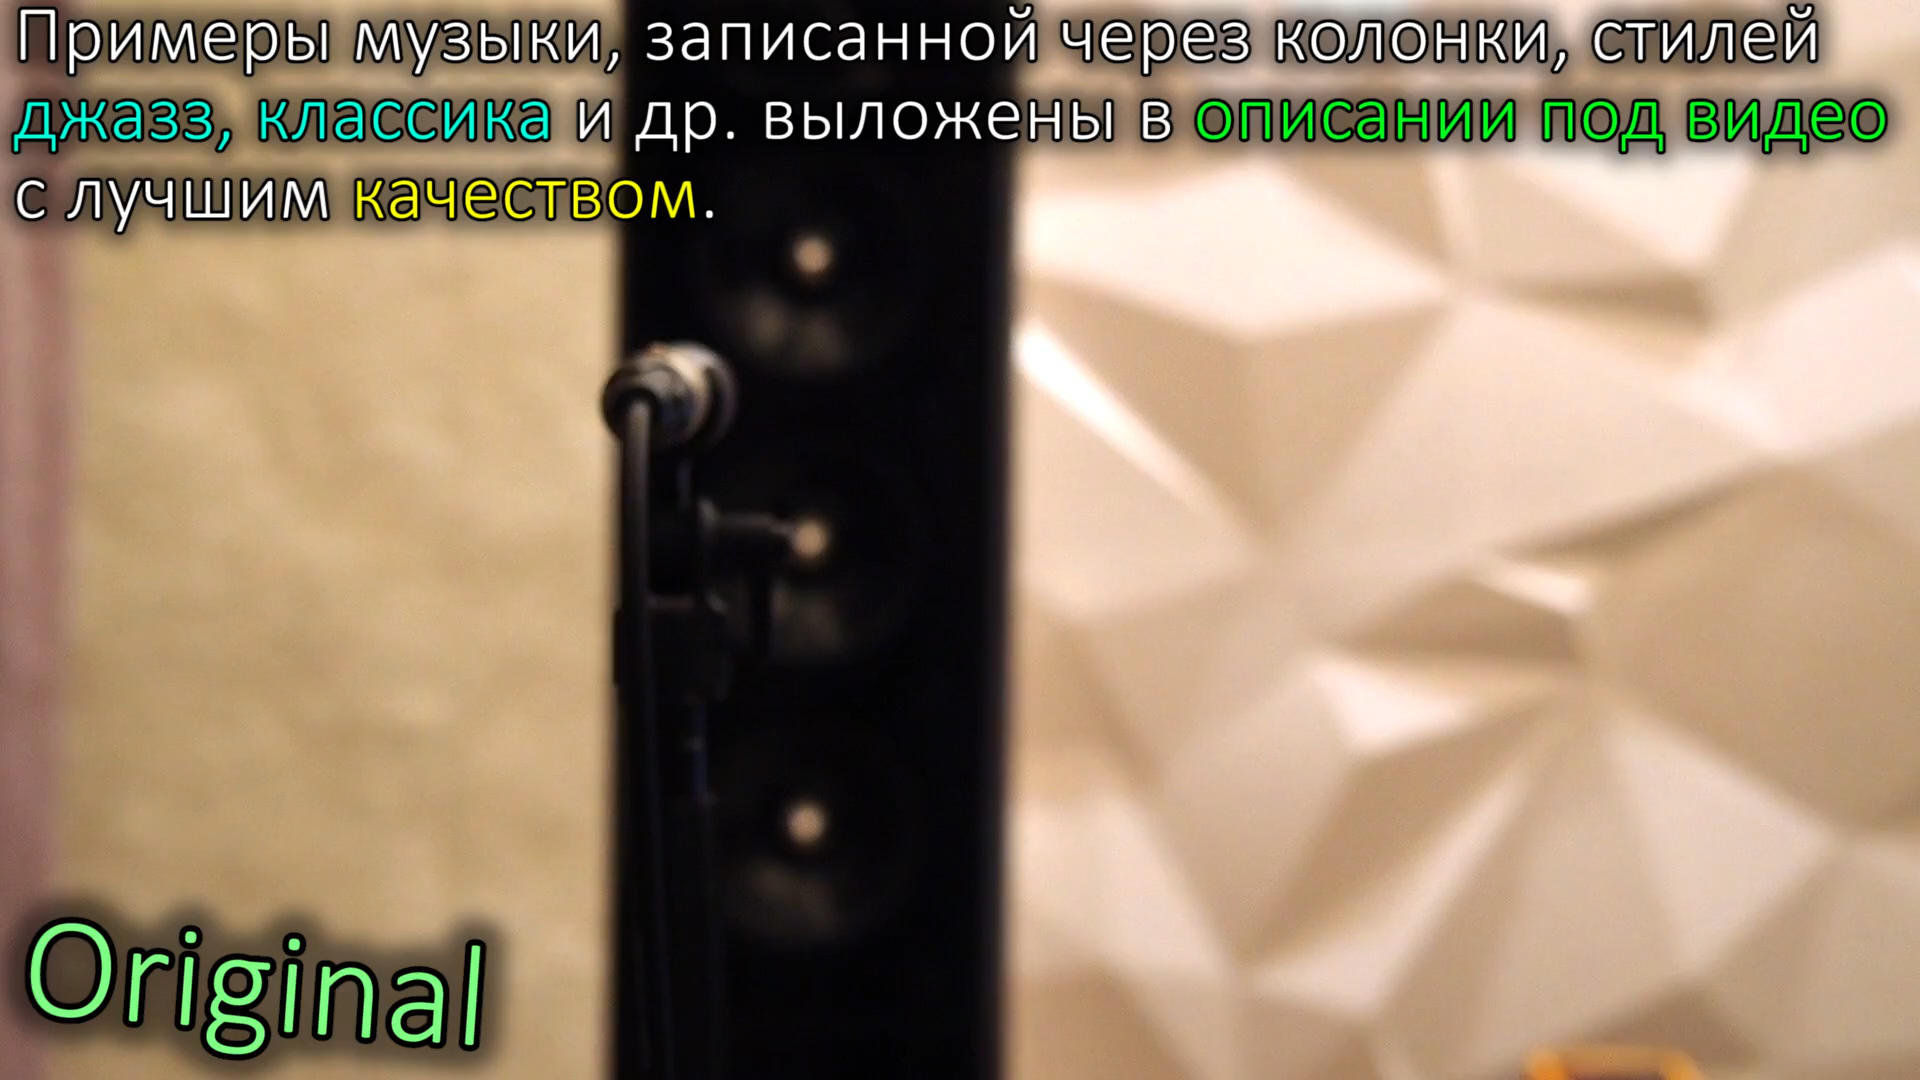 Примеры музыки, записанной через колонки, стилей
джазз, классика и др. выложены в описании под видео
с лучшим качеством.
Original